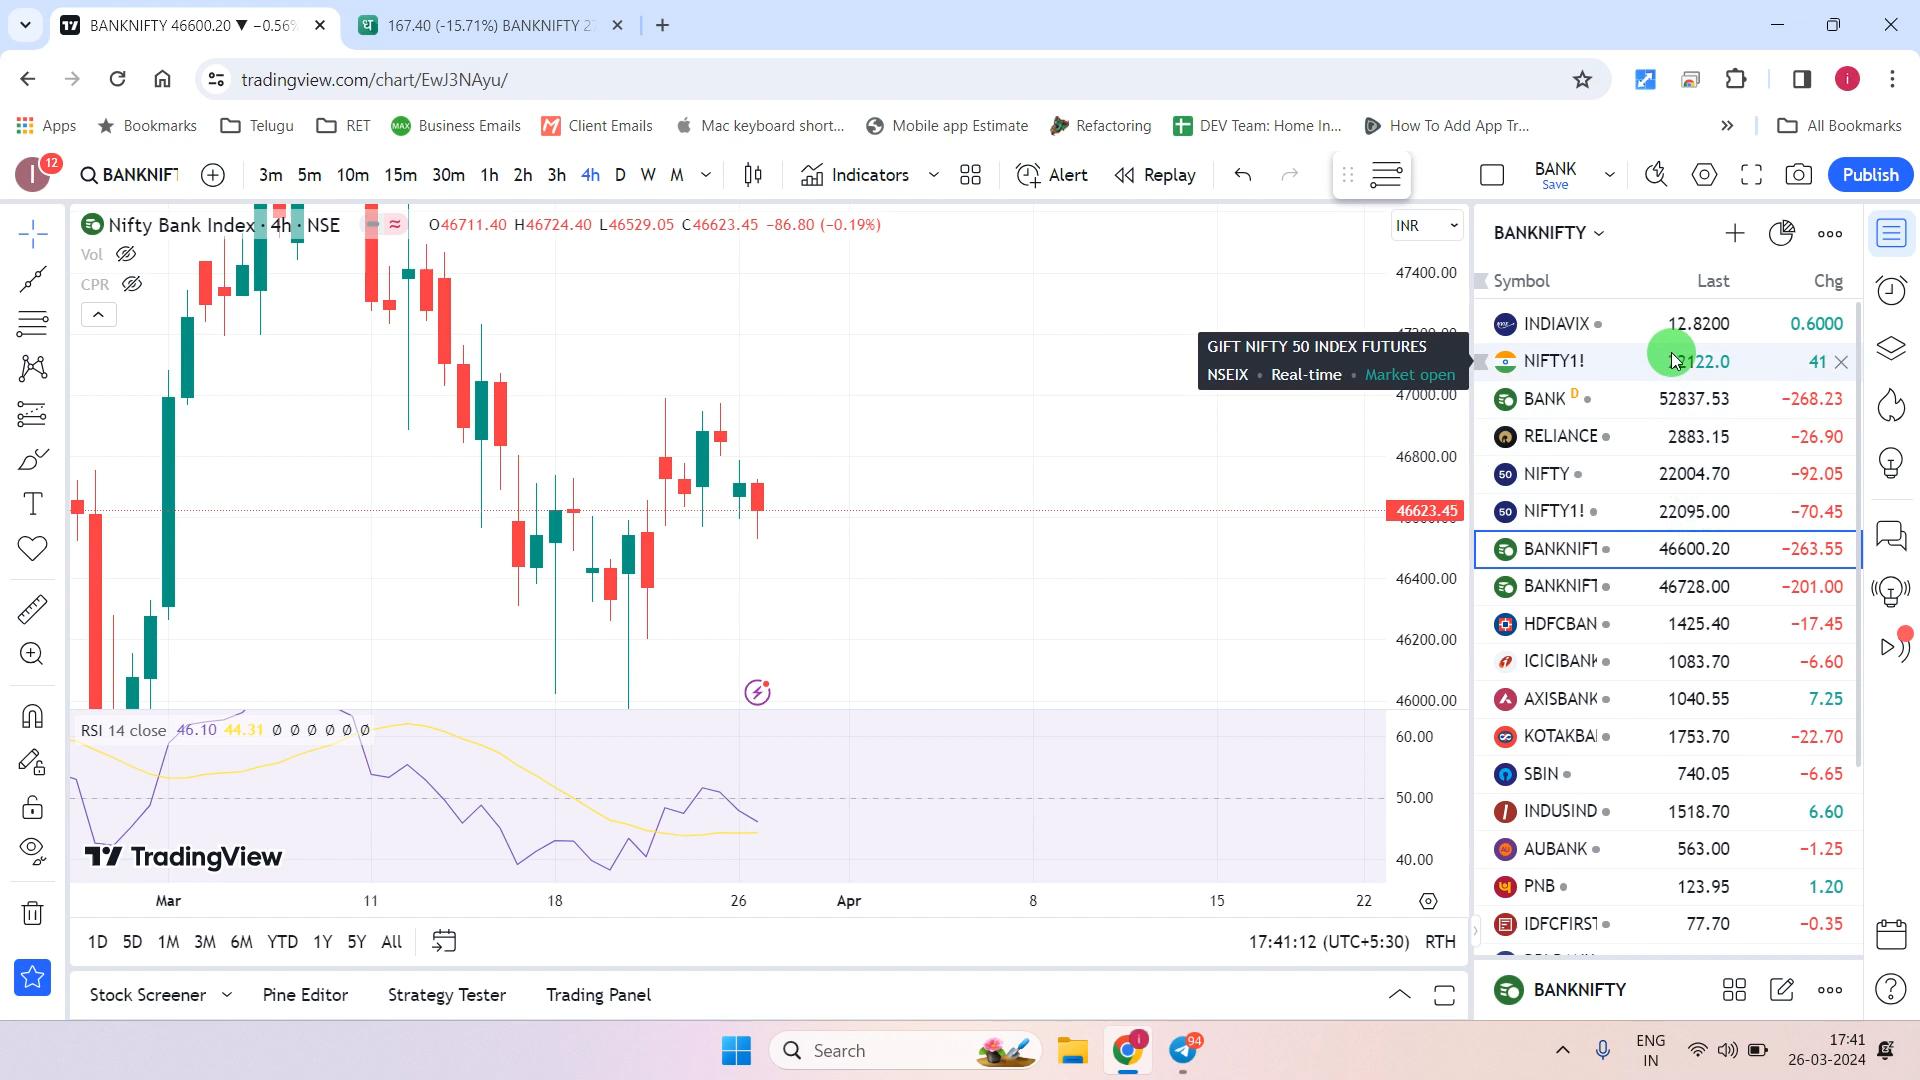 BANKNIFTY 46600.20 ▼ −0.56%
167.40 (-15.71%) BANKNIFTY 27
tradingview.com/chart/EwJ3NAyu/
Apps Bookmarks Telugu RET Business Emails Client Emails Mac keyboard short... Mobile app Estimate Refactoring DEV Team: Home In... How To Add App Tr... » All Bookmarks
I 12 BANKNIFT 3m 5m 10m 15m 30m 1h 2h 3h 4h D W M Indicators Alert Replay BANK Save Publish
Nifty Bank Index · 4h · NSE O46711.40 H46724.40 L46529.05 C46623.45 −86.80 (−0.19%) INR
Vol
CPR
47400.00
47000.00
46800.00
46623.45
46400.00
46200.00
46000.00
GIFT NIFTY 50 INDEX FUTURES
NSEIX • Real-time • Market open
RSI 14 close 46.10 44.31 ∅ ∅ ∅ ∅ ∅ ∅
60.00
50.00
40.00
TradingView
Mar 11 18 26 Apr 8 15 22
1D 5D 1M 3M 6M YTD 1Y 5Y All 17:41:12 (UTC+5:30) RTH
Stock Screener Pine Editor Strategy Tester Trading Panel
BANKNIFTY
Symbol Last Chg
INDIAVIX 12.8200 0.6000
NIFTY1! 122.0 41
BANK D 52837.53 −268.23
RELIANCE 2883.15 −26.90
50 NIFTY 22004.70 −92.05
50 NIFTY1! 22095.00 −70.45
BANKNIFT 46600.20 −263.55
BANKNIFT 46728.00 −201.00
HDFCBAN 1425.40 −17.45
ICICIBANK 1083.70 −6.60
AXISBANK 1040.55 7.25
KOTAKBA 1753.70 −22.70
SBIN 740.05 −6.65
INDUSIND 1518.70 6.60
AUBANK 563.00 −1.25
PNB 123.95 1.20
IDFCFIRST 77.70 −0.35
BANKNIFTY
Search
94
ENG
IN
17:41
26-03-2024